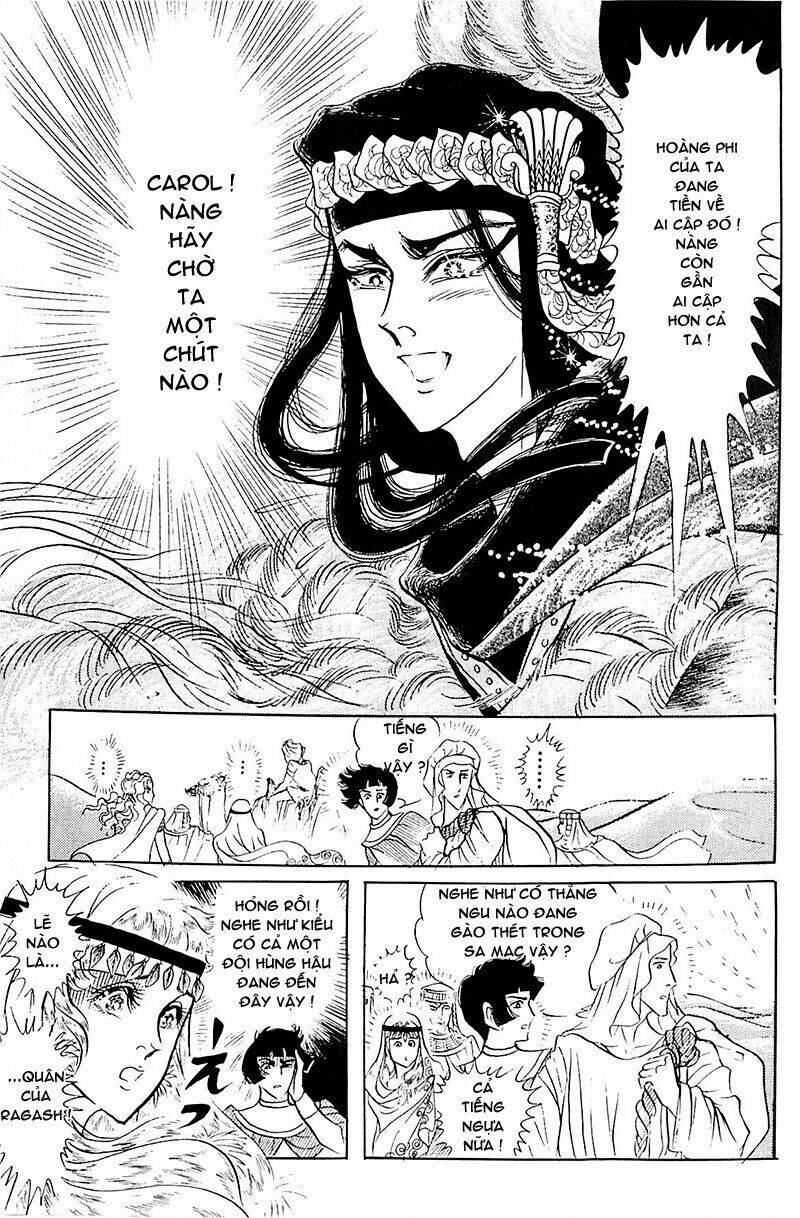 HOÀNG PHI
CỦA TA
ĐANG
TIỀN VỀ
AI CẬP ĐÓ !
NÀNG
CÒN
GẦN
AI CẬP
HƠN CẢ
TA !
CAROL !
NÀNG
HÃY
CHỜ
TA
MỘT
CHÚT
NÀO !
TIẾNG
GÌ
VẬY ?
NGHE NHƯ CÓ THẰNG
NGU NÀO ĐANG
GÀO THÉT TRONG
SA MẠC VẬY ?
HẢ ?
CẢ
TIẾNG
NGỰA
NỮA !
HỎNG RỒI !
NGHE NHƯ KIỂU
CÓ CẢ MỘT
ĐỘI HÙNG HẬU
ĐANG ĐẾN
ĐÂY VẬY !
え
LẼ
NÀO
LÀ...
...QUÂN
CỦA
RAGASH !